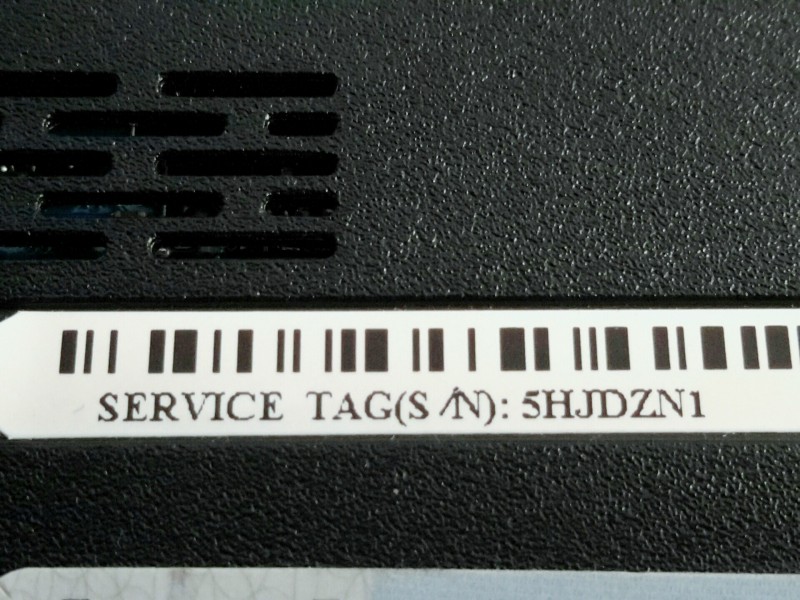 SERVICE TAG(S/N): 5HJDZN1